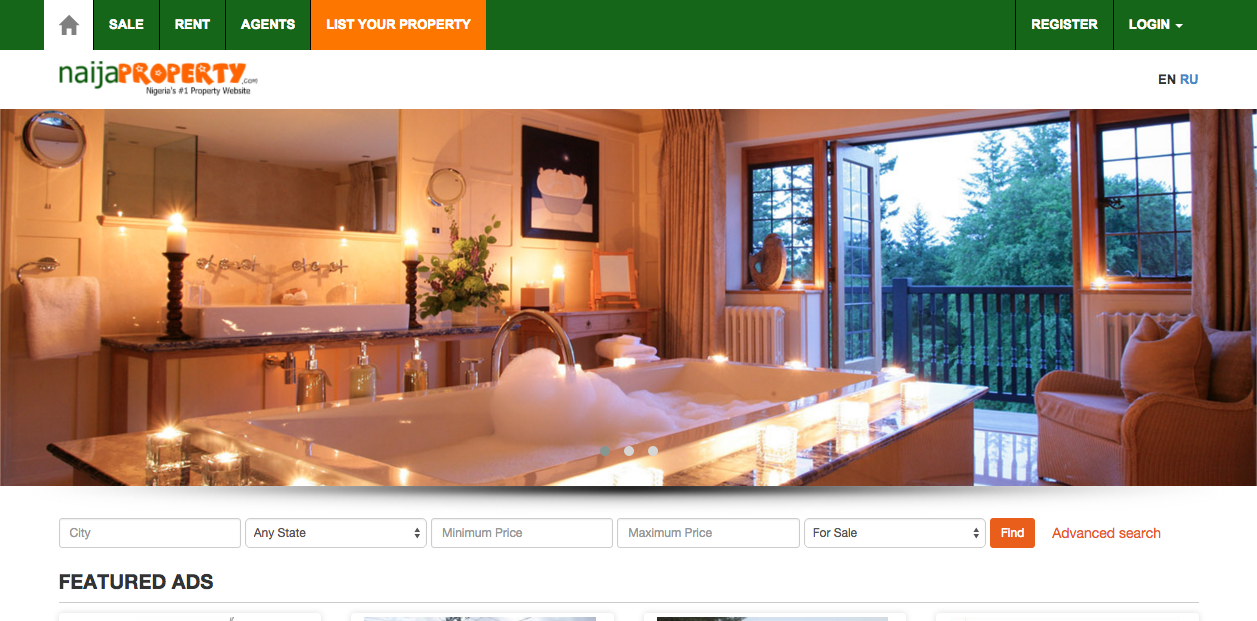 SALE RENT AGENTS LIST YOUR PROPERTY REGISTER LOGIN
naijaPROPERTY.com
Nigeria's #1 Property Website
EN RU
City Any State Minimum Price Maximum Price For Sale Find Advanced search
FEATURED ADS